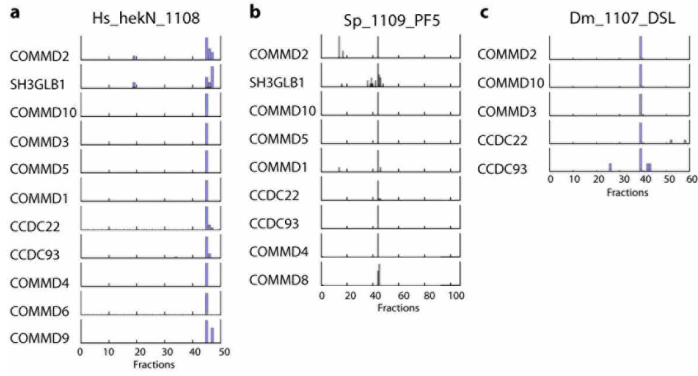 a
Hs_hekN_1108
COMMD2
SH3GLB1
COMMD10
COMMD3
COMMD5
COMMD1
CCDC22
CCDC93
COMMD4
COMMD6
COMMD9
0 10 20 30 40 50
Fractions
b
Sp_1109_PF5
COMMD2
SH3GLB1
COMMD10
COMMD5
COMMD1
CCDC22
CCDC93
COMMD4
COMMD8
0 20 40 60 80 100
Fractions
c
Dm_1107_DSL
COMMD2
COMMD10
COMMD3
CCDC22
CCDC93
0 10 20 30 40 50 60
Fractions